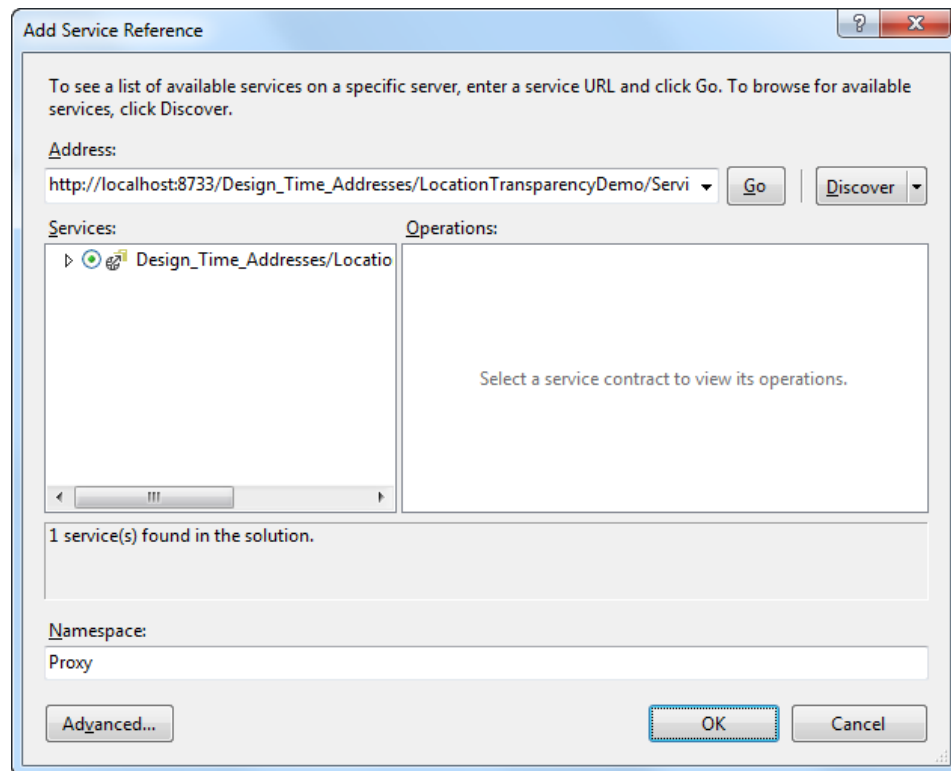 Add Service Reference
To see a list of available services on a specific server, enter a service URL and click Go. To browse for available
services, click Discover.
Address:
http://localhost:8733/Design_Time_Addresses/LocationTransparencyDemo/Servi
Go
Discover
Services:
Operations:
Design_Time_Addresses/Locatio
Select a service contract to view its operations.
1 service(s) found in the solution.
Namespace:
Proxy
Advanced...
OK
Cancel